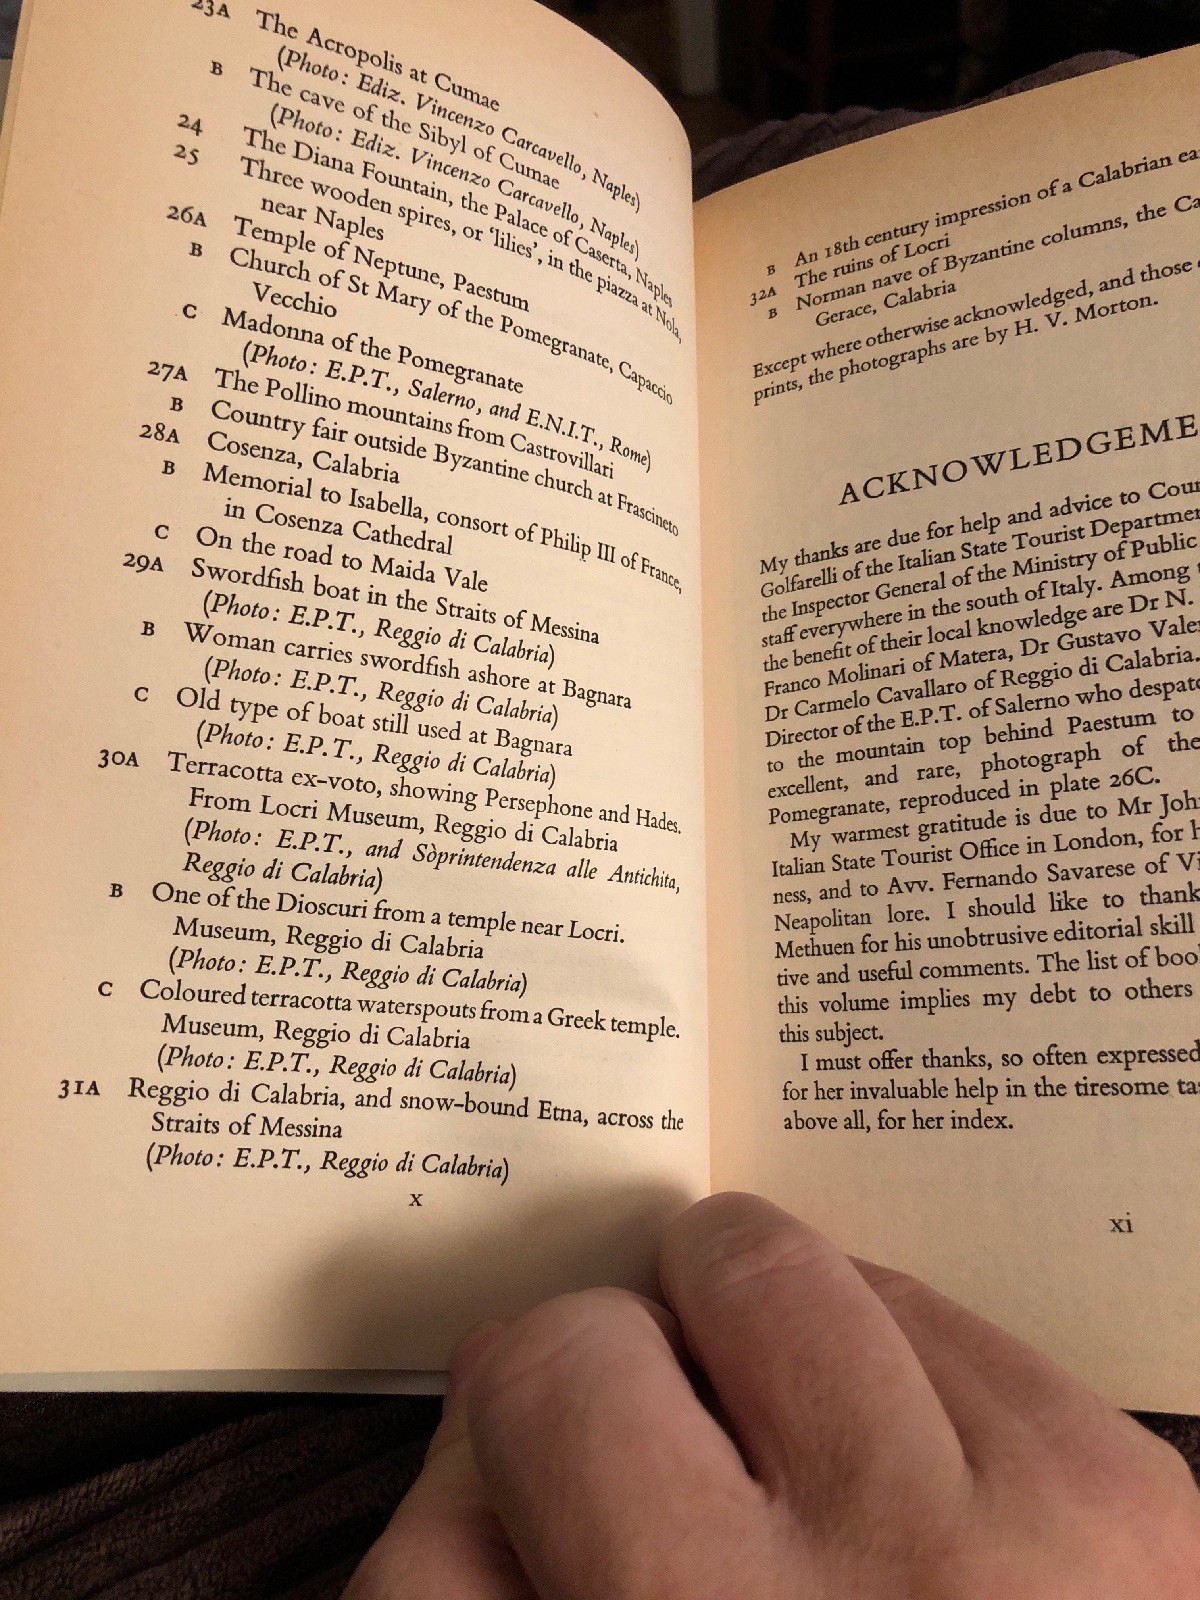 23A The Acropolis at Cumae
(Photo: Ediz. Vincenzo Carcavello, Naples)
B The cave of the Sibyl of Cumae
(Photo: Ediz. Vincenzo Carcavello, Naples)
24 The Diana Fountain, the Palace of Caserta, Naples
25 Three wooden spires, or ‘lilies’, in the piazza at Nola,
near Naples
26A Temple of Neptune, Paestum
B Church of St Mary of the Pomegranate, Capaccio
Vecchio
C Madonna of the Pomegranate
(Photo: E.P.T., Salerno, and E.N.I.T., Rome)
27A The Pollino mountains from Castrovillari
B Country fair outside Byzantine church at Frascineto
28A Cosenza, Calabria
B Memorial to Isabella, consort of Philip III of France,
in Cosenza Cathedral
C On the road to Maida Vale
29A Swordfish boat in the Straits of Messina
(Photo: E.P.T., Reggio di Calabria)
B Woman carries swordfish ashore at Bagnara
(Photo: E.P.T., Reggio di Calabria)
C Old type of boat still used at Bagnara
(Photo: E.P.T., Reggio di Calabria)
30A Terracotta ex-voto, showing Persephone and Hades.
From Locri Museum, Reggio di Calabria
(Photo: E.P.T., and Sòprintendenza alle Antichita,
Reggio di Calabria)
B One of the Dioscuri from a temple near Locri.
Museum, Reggio di Calabria
(Photo: E.P.T., Reggio di Calabria)
C Coloured terracotta waterspouts from a Greek temple.
Museum, Reggio di Calabria
(Photo: E.P.T., Reggio di Calabria)
31A Reggio di Calabria, and snow-bound Etna, across the
Straits of Messina
(Photo: E.P.T., Reggio di Calabria)
x
B An 18th century impression of a Calabrian ea
32A The ruins of Locri
B Norman nave of Byzantine columns, the Ca
Gerace, Calabria
Except where otherwise acknowledged, and those
prints, the photographs are by H. V. Morton.
ACKNOWLEDGEME
My thanks are due for help and advice to Coun
Golfarelli of the Italian State Tourist Departmen
the Inspector General of the Ministry of Public
staff everywhere in the south of Italy. Among
the benefit of their local knowledge are Dr N.
Franco Molinari of Matera, Dr Gustavo Valen
Dr Carmelo Cavallaro of Reggio di Calabria.
Director of the E.P.T. of Salerno who despatc
to the mountain top behind Paestum to
excellent, and rare, photograph of the
Pomegranate, reproduced in plate 26C.
My warmest gratitude is due to Mr John
Italian State Tourist Office in London, for h
ness, and to Avv. Fernando Savarese of Vi
Neapolitan lore. I should like to thank
Methuen for his unobtrusive editorial skill
tive and useful comments. The list of boo
this volume implies my debt to others
this subject.
I must offer thanks, so often expressed
for her invaluable help in the tiresome ta
above all, for her index.
xi